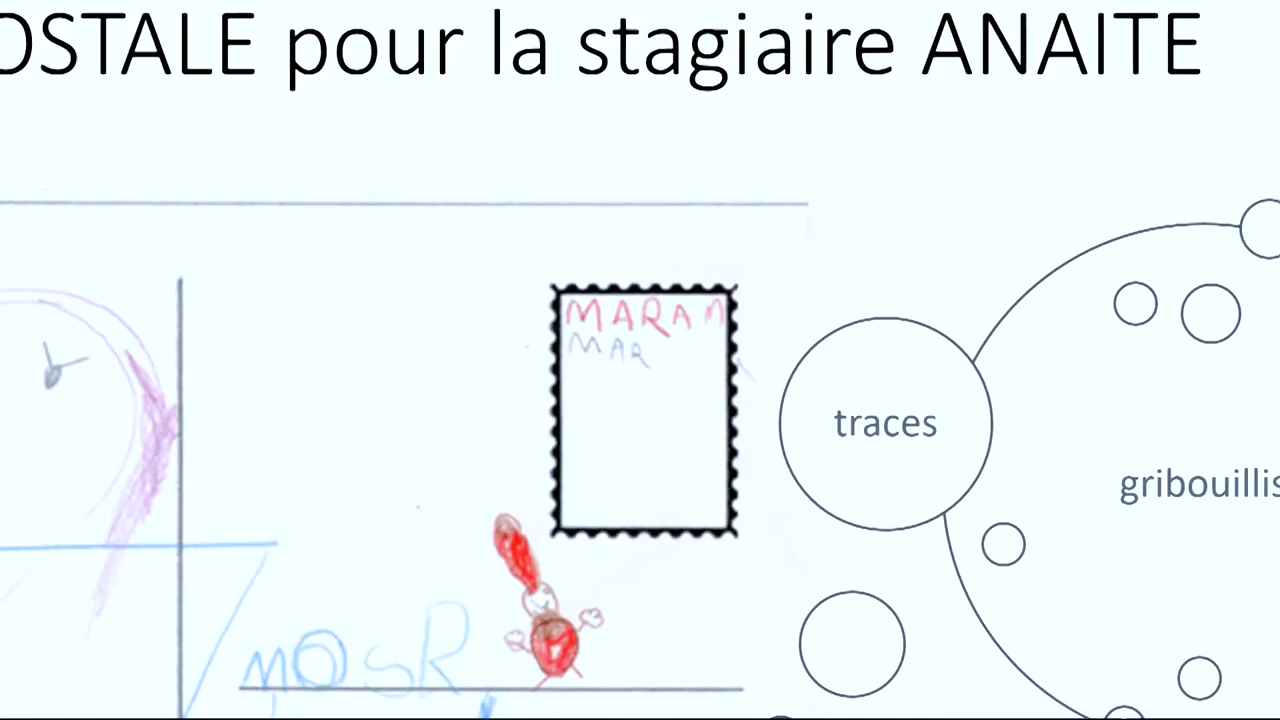 OSTALE pour la stagiaire ANAITE
MARAM
MAR
traces
gribouillis
MOSR